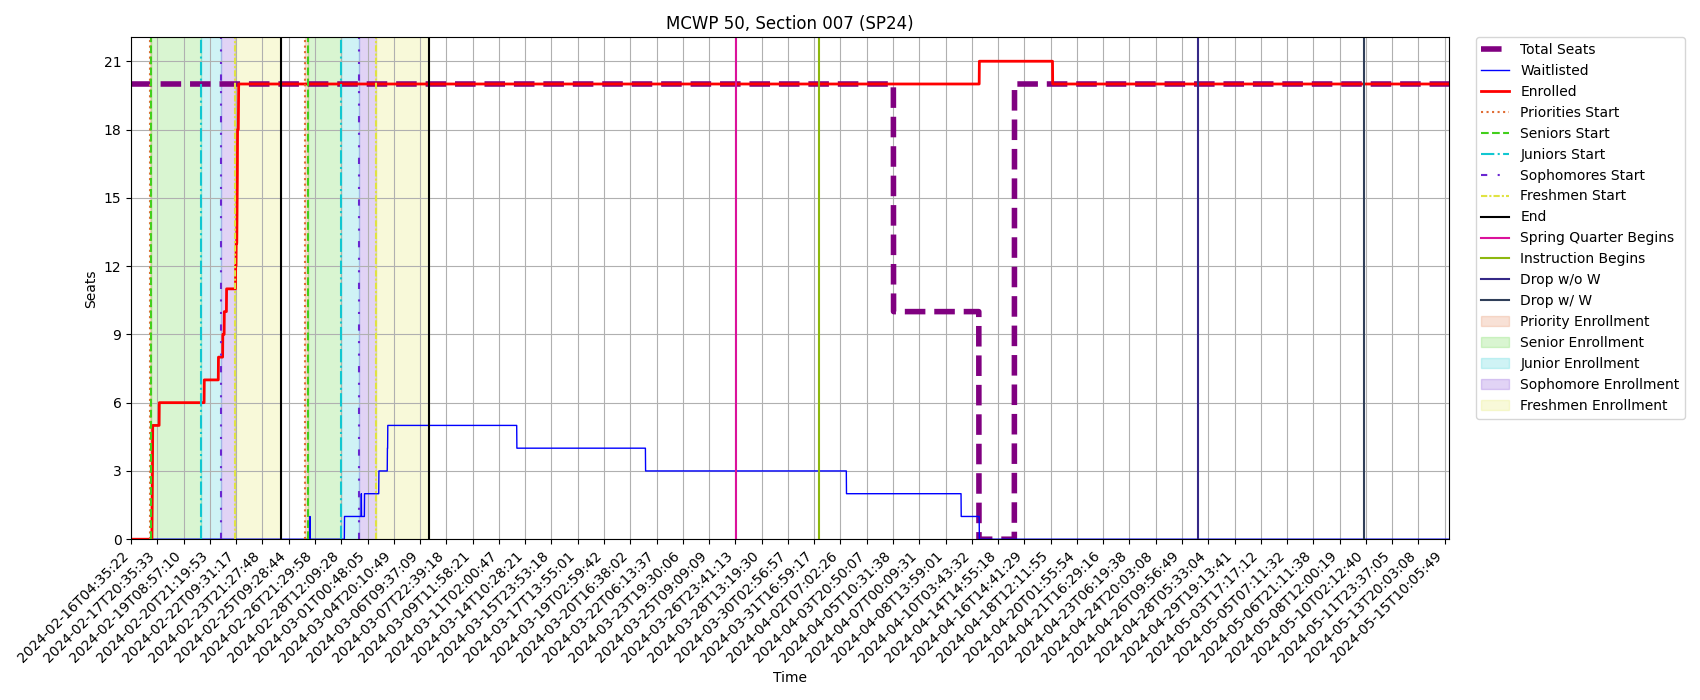 MCWP 50, Section 007 (SP24)
Seats
21
18
15
12
9
6
3
0
2024-02-16T04:35:22
2024-02-17T20:35:33
2024-02-19T08:57:10
2024-02-20T21:19:53
2024-02-22T09:31:17
2024-02-23T21:27:48
2024-02-25T09:28:44
2024-02-26T21:29:58
2024-02-28T12:09:28
2024-03-01T00:48:05
2024-03-04T20:10:49
2024-03-06T09:37:09
2024-03-07T22:39:18
2024-03-09T11:58:21
2024-03-11T02:00:47
2024-03-14T10:28:21
2024-03-15T23:53:18
2024-03-17T13:55:01
2024-03-19T02:59:42
2024-03-20T16:38:02
2024-03-22T06:13:37
2024-03-23T19:30:06
2024-03-25T09:09:09
2024-03-26T23:41:13
2024-03-28T13:19:30
2024-03-30T02:56:57
2024-03-31T16:59:17
2024-04-02T07:02:26
2024-04-03T20:50:07
2024-04-05T10:31:38
2024-04-07T00:09:31
2024-04-08T13:59:01
2024-04-10T03:43:32
2024-04-14T14:55:18
2024-04-16T14:41:29
2024-04-18T12:11:55
2024-04-20T01:55:54
2024-04-21T16:29:16
2024-04-23T06:19:38
2024-04-24T20:03:08
2024-04-26T09:56:49
2024-04-28T05:33:04
2024-04-29T19:13:41
2024-05-03T17:17:12
2024-05-05T07:11:32
2024-05-06T21:11:38
2024-05-08T12:00:19
2024-05-10T02:12:40
2024-05-11T23:37:05
2024-05-13T20:03:08
2024-05-15T10:05:49
Time
Total Seats
Waitlisted
Enrolled
Priorities Start
Seniors Start
Juniors Start
Sophomores Start
Freshmen Start
End
Spring Quarter Begins
Instruction Begins
Drop w/o W
Drop w/ W
Priority Enrollment
Senior Enrollment
Junior Enrollment
Sophomore Enrollment
Freshmen Enrollment